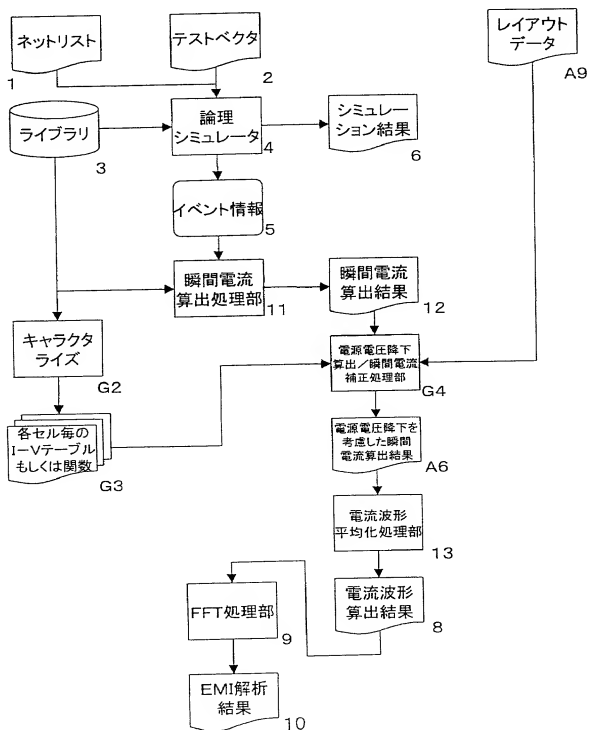 ネットリスト
1
テストベクタ
2
レイアウト
データ
A9
ライブラリ
3
論理
シミュレータ
4
シミュレー
ション結果
6
イベント情報
5
瞬間電流
算出処理部
11
瞬間電流
算出結果
12
キャラクタ
ライズ
G2
電源電圧降下
算出／瞬間電流
補正処理部
G4
各セル毎の
I－Vテーブル
もしくは関数
G3
電源電圧降下を
考慮した瞬間
電流算出結果
A6
電流波形
平均化処理部
13
電流波形
算出結果
8
FFT処理部
9
EMI解析
結果
10